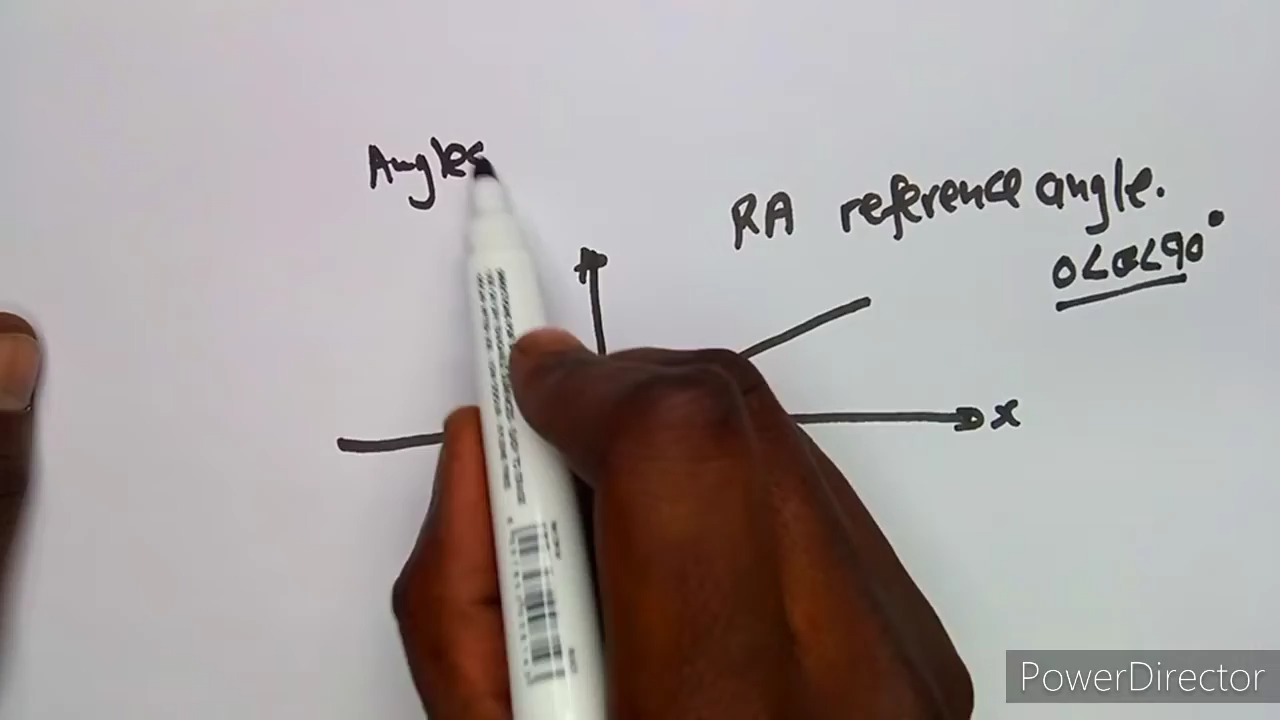 Angles
RA reference angle.
0<θ<90°
x
PowerDirector